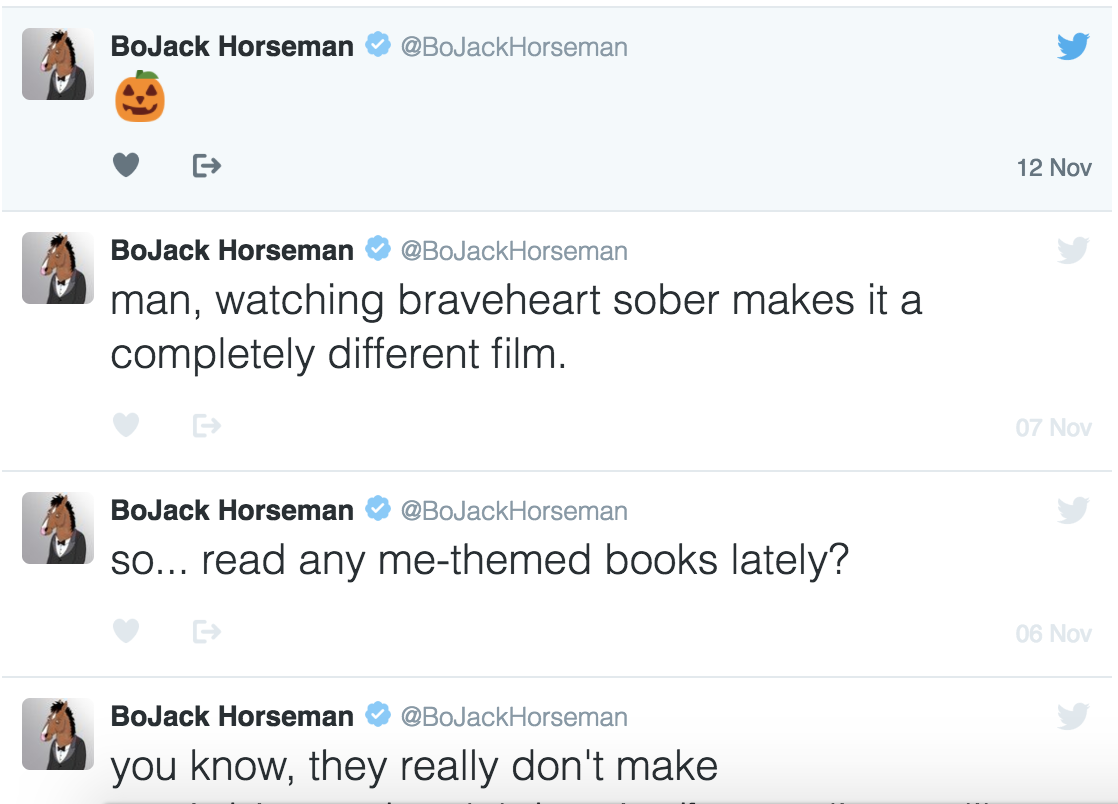 BoJack Horseman @BoJackHorseman
🎃
12 Nov
BoJack Horseman @BoJackHorseman
man, watching braveheart sober makes it a
completely different film.
07 Nov
BoJack Horseman @BoJackHorseman
so... read any me-themed books lately?
06 Nov
BoJack Horseman @BoJackHorseman
you know, they really don't make